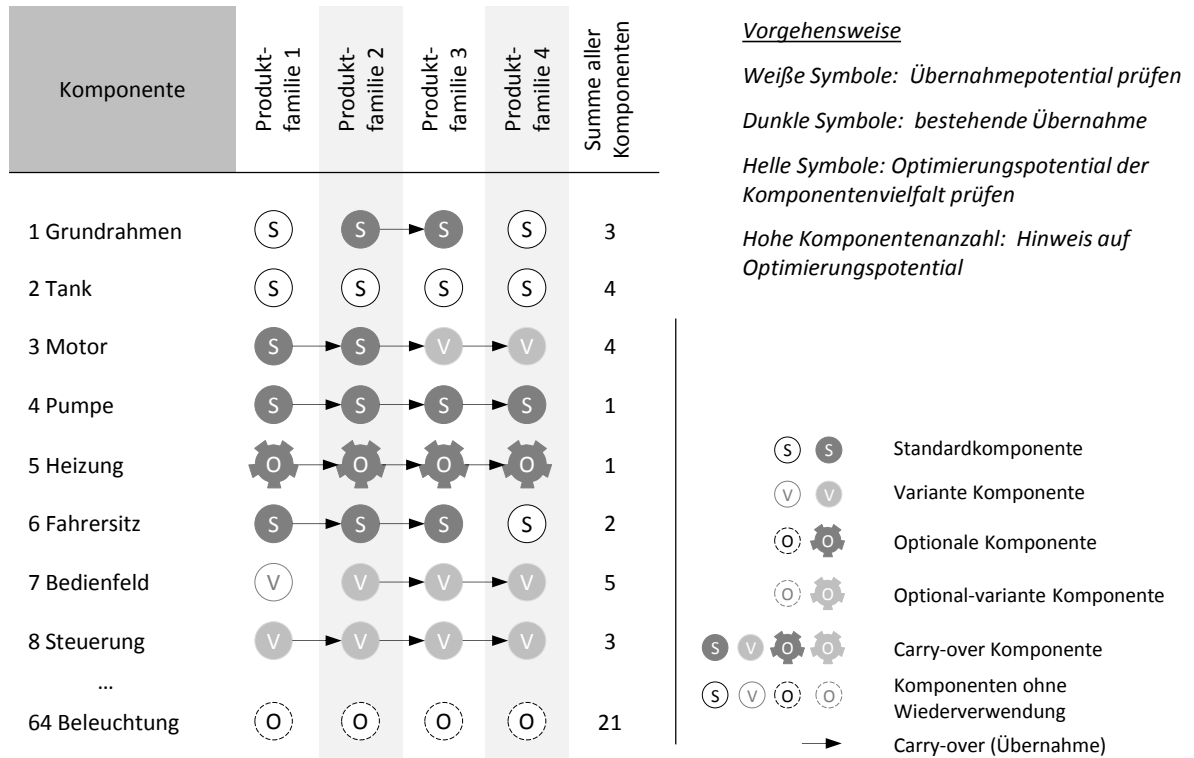 Komponente
Produkt-
familie 1
Produkt-
familie 2
Produkt-
familie 3
Produkt-
familie 4
Summe aller
Komponenten
1 Grundrahmen S S S S 3
2 Tank S S S S 4
3 Motor S S V V 4
4 Pumpe S S S S 1
5 Heizung O O O O 1
6 Fahrersitz S S S S 2
7 Bedienfeld V V V V 5
8 Steuerung V V V V 3
...
64 Beleuchtung O O O O 21
Vorgehensweise
Weiße Symbole: Übernahmepotential prüfen
Dunkle Symbole: bestehende Übernahme
Helle Symbole: Optimierungspotential der
Komponentenvielfalt prüfen
Hohe Komponentenanzahl: Hinweis auf
Optimierungspotential
S S Standardkomponente
V V Variante Komponente
O O Optionale Komponente
O O Optional-variante Komponente
S V O O Carry-over Komponente
S V O O Komponenten ohne
Wiederverwendung
Carry-over (Übernahme)